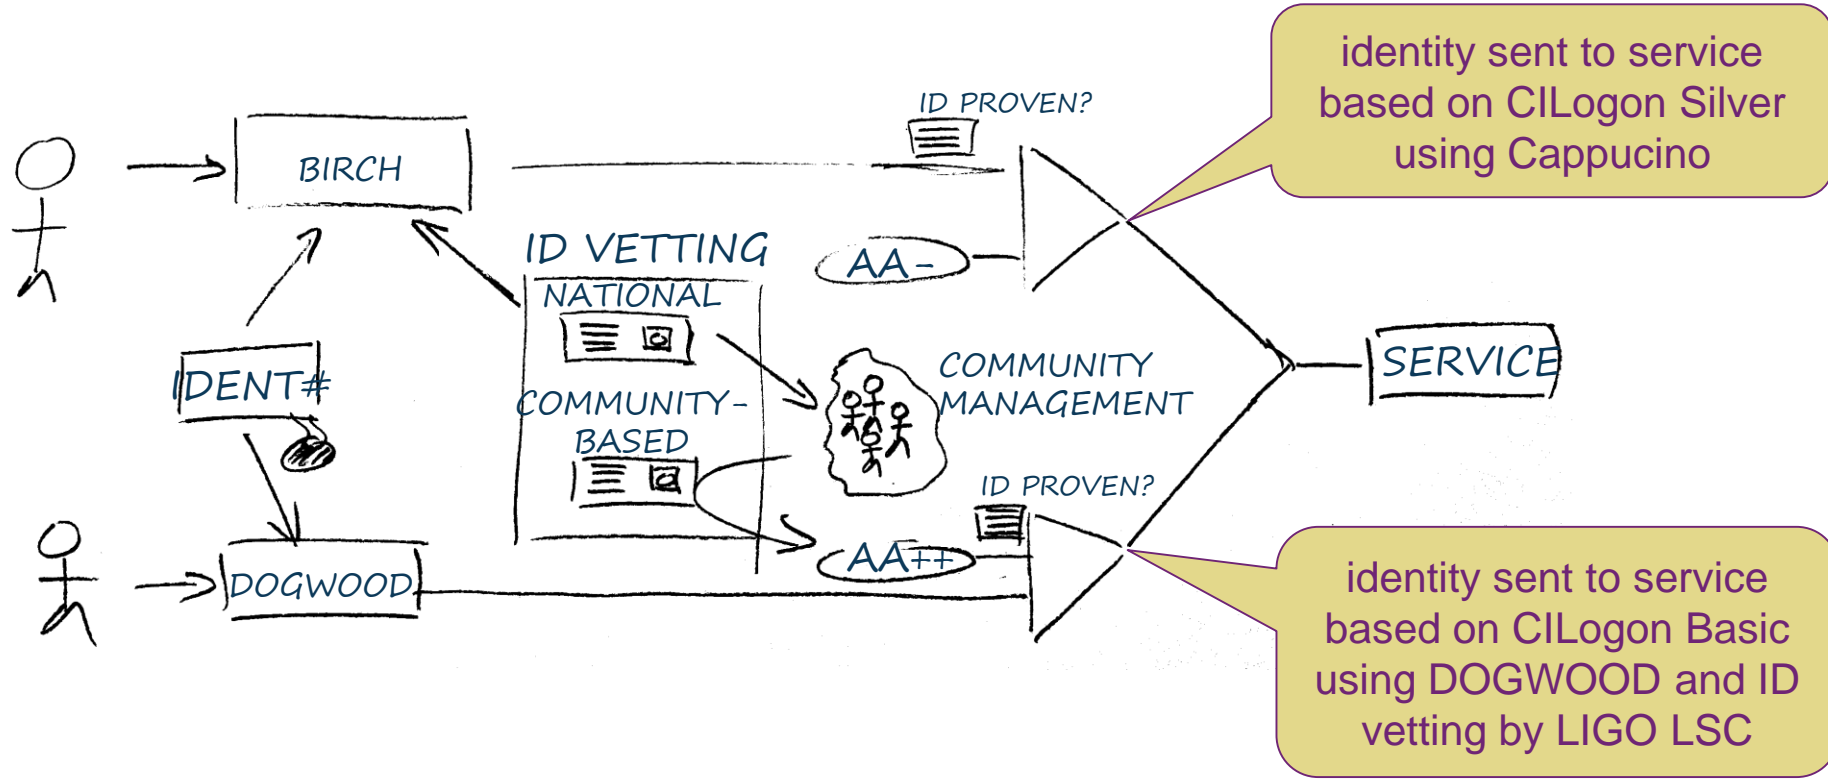 identity sent to service
based on CILogon Silver
using Cappucino
ID PROVEN?
BIRCH
ID VETTING
AA-
NATIONAL
IDENT#
COMMUNITY
MANAGEMENT
SERVICE
COMMUNITY-
BASED
ID PROVEN?
AA++
DOGWOOD
identity sent to service
based on CILogon Basic
using DOGWOOD and ID
vetting by LIGO LSC